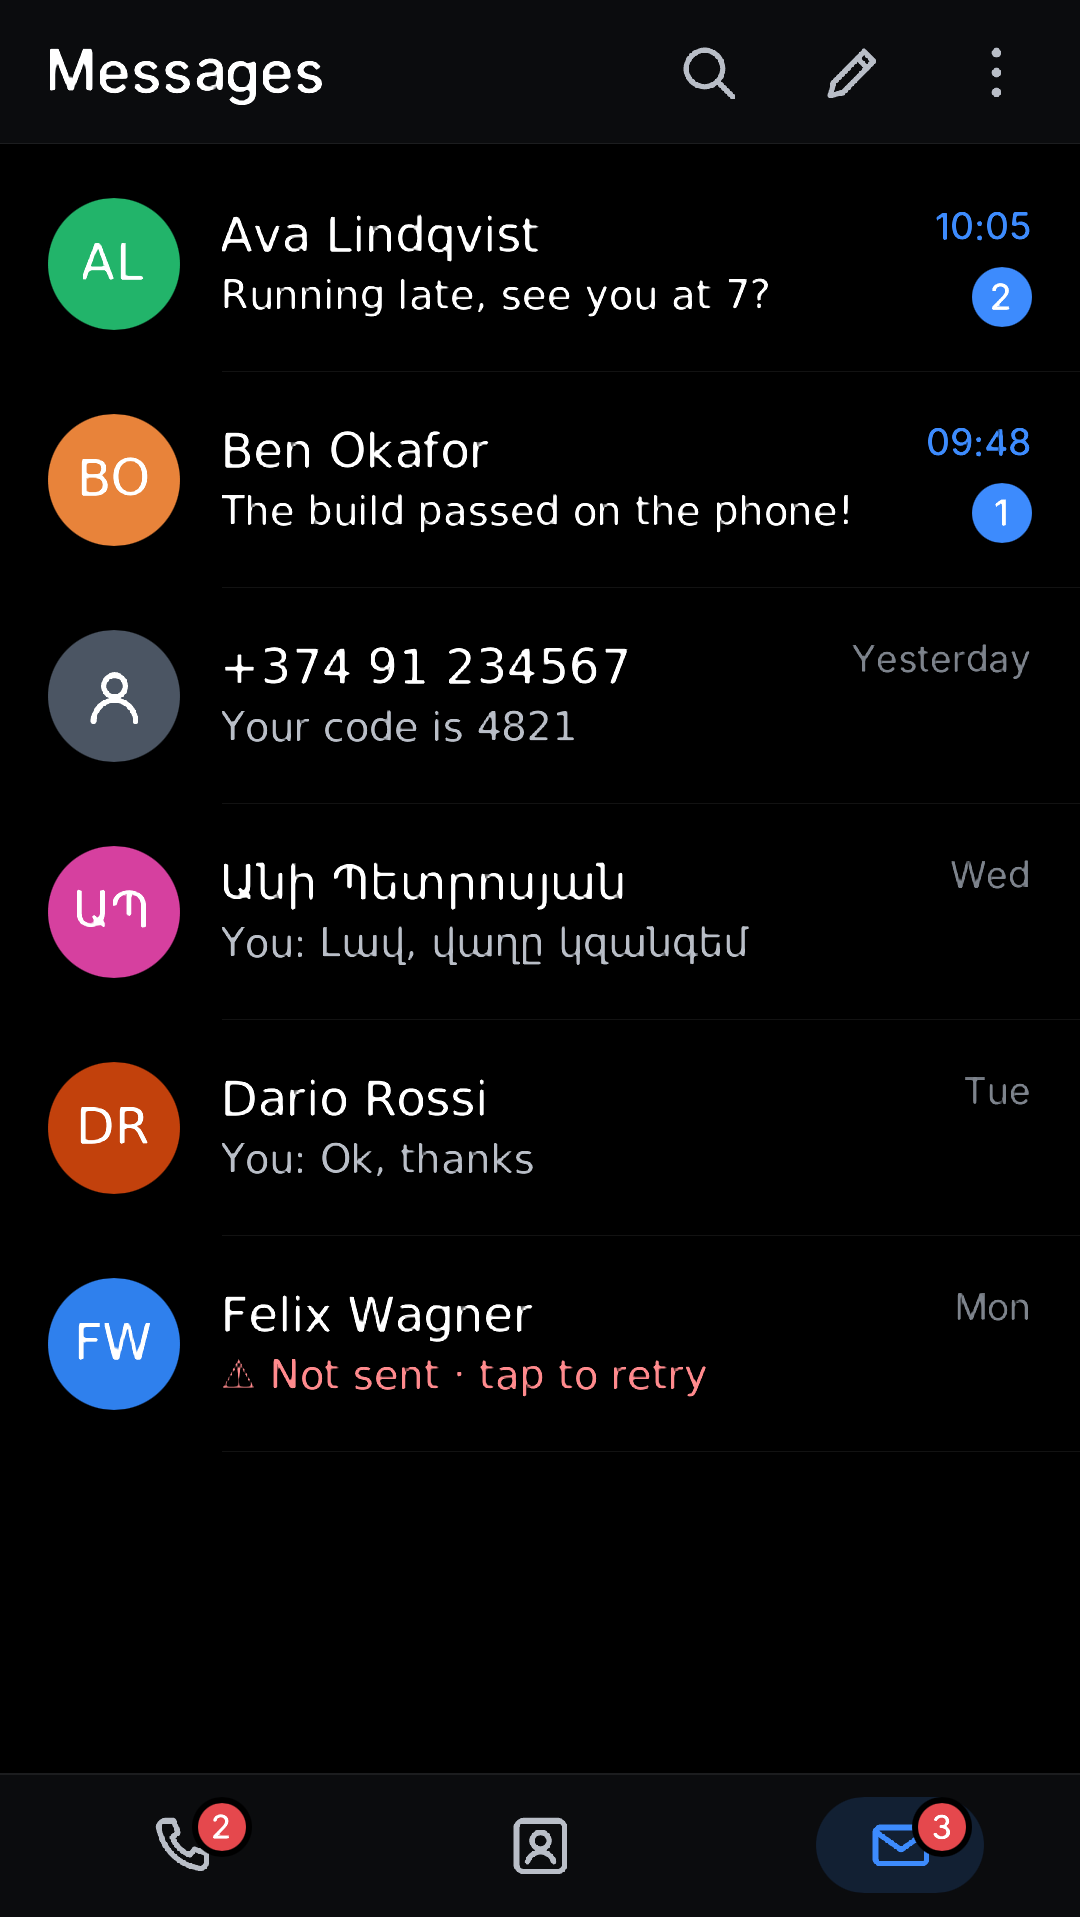 Messages
AL
Ava Lindqvist
10:05
Running late, see you at 7?
2
BO
Ben Okafor
09:48
The build passed on the phone!
1
+374 91 234567
Yesterday
Your code is 4821
ԱՊ
Անի Պետրոսյան
Wed
You: Լավ, վաղը կզանգեմ
DR
Dario Rossi
Tue
You: Ok, thanks
FW
Felix Wagner
Mon
⚠ Not sent · tap to retry
2
3